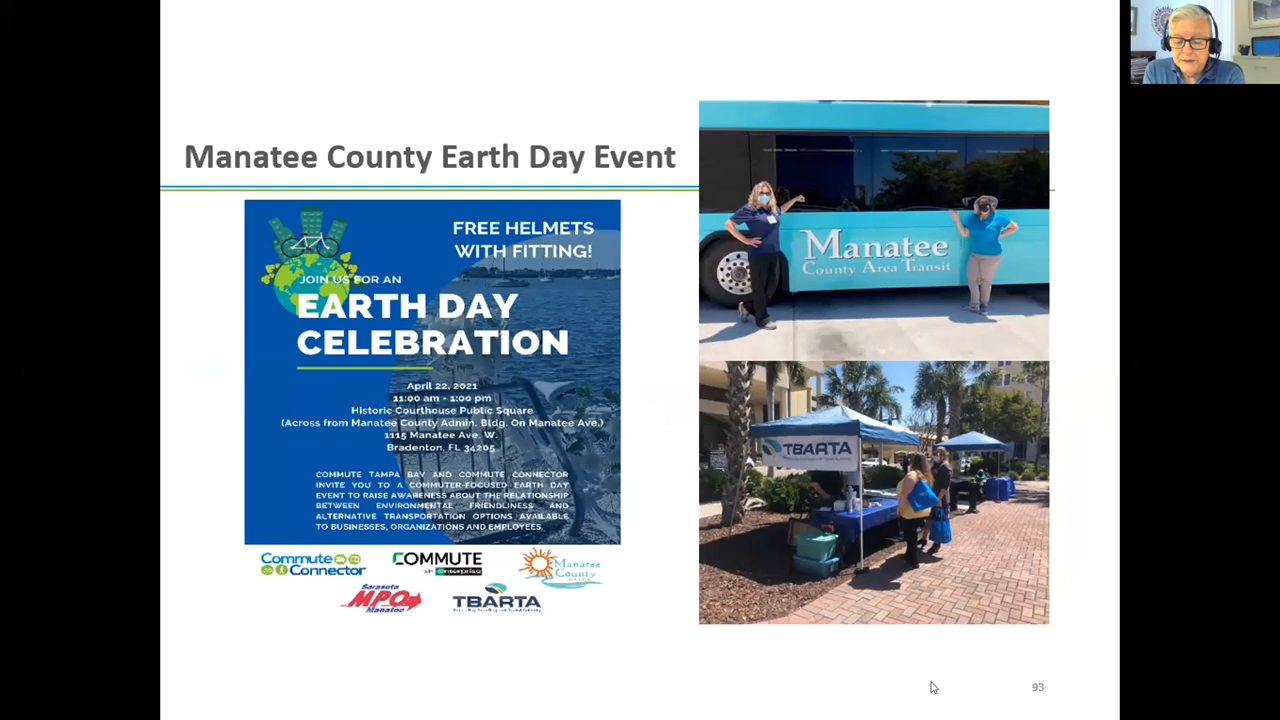 Manatee County Earth Day Event
FREE HELMETS
WITH FITTING!
JOIN US FOR AN
EARTH DAY
CELEBRATION
April 22, 2021
11:00 am - 1:00 pm
Historic Courthouse Public Square
(Across from Manatee County Admin. Bldg. On Manatee Ave.)
1115 Manatee Ave. W.
Bradenton, FL 34205
COMMUTE TAMPA BAY AND COMMUTE CONNECTOR
INVITE YOU TO A COMMUTER-FOCUSED EARTH DAY
EVENT TO RAISE AWARENESS ABOUT THE RELATIONSHIP
BETWEEN ENVIRONMENTAL FRIENDLINESS AND
ALTERNATIVE TRANSPORTATION OPTIONS AVAILABLE
TO BUSINESSES, ORGANIZATIONS AND EMPLOYEES.
Commute
Connector
COMMUTE
with enterprise
Manatee
County
Sarasota
MPO
Manatee
TBARTA
Manatee
County Area Transit
TBARTA
93